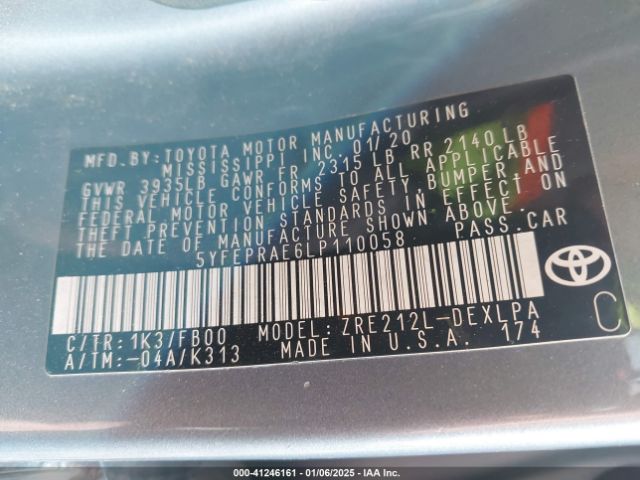 MFD. BY: TOYOTA MOTOR MANUFACTURING
MISSISSIPPI INC. 01/20
GVWR 3935LB GAWR FR 2315 LB RR 2140 LB
THIS VEHICLE CONFORMS TO ALL APPLICABLE
FEDERAL MOTOR VEHICLE SAFETY, BUMPER, AND
THEFT PREVENTION STANDARDS IN EFFECT ON
THE DATE OF MANUFACTURE SHOWN ABOVE.
5YFEPRAE6LP110058 PASS. CAR
TOYOTA
C
C/TR: 1K3/FB00 MODEL: ZRE212L-DEXLPA
A/TM: -04A/K313 MADE IN U.S.A. 174
000-41246161 - 01/06/2025 - IAA Inc.